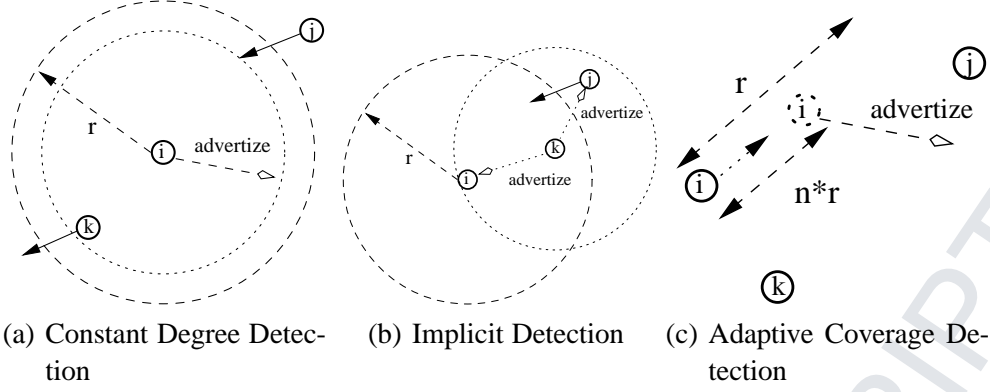 j
r
i
advertize
k
(a) Constant Degree Detec-
tion
j
advertize
k
r
i
advertize
(b) Implicit Detection
r
i
j
advertize
i
n*r
k
(c) Adaptive Coverage De-
tection